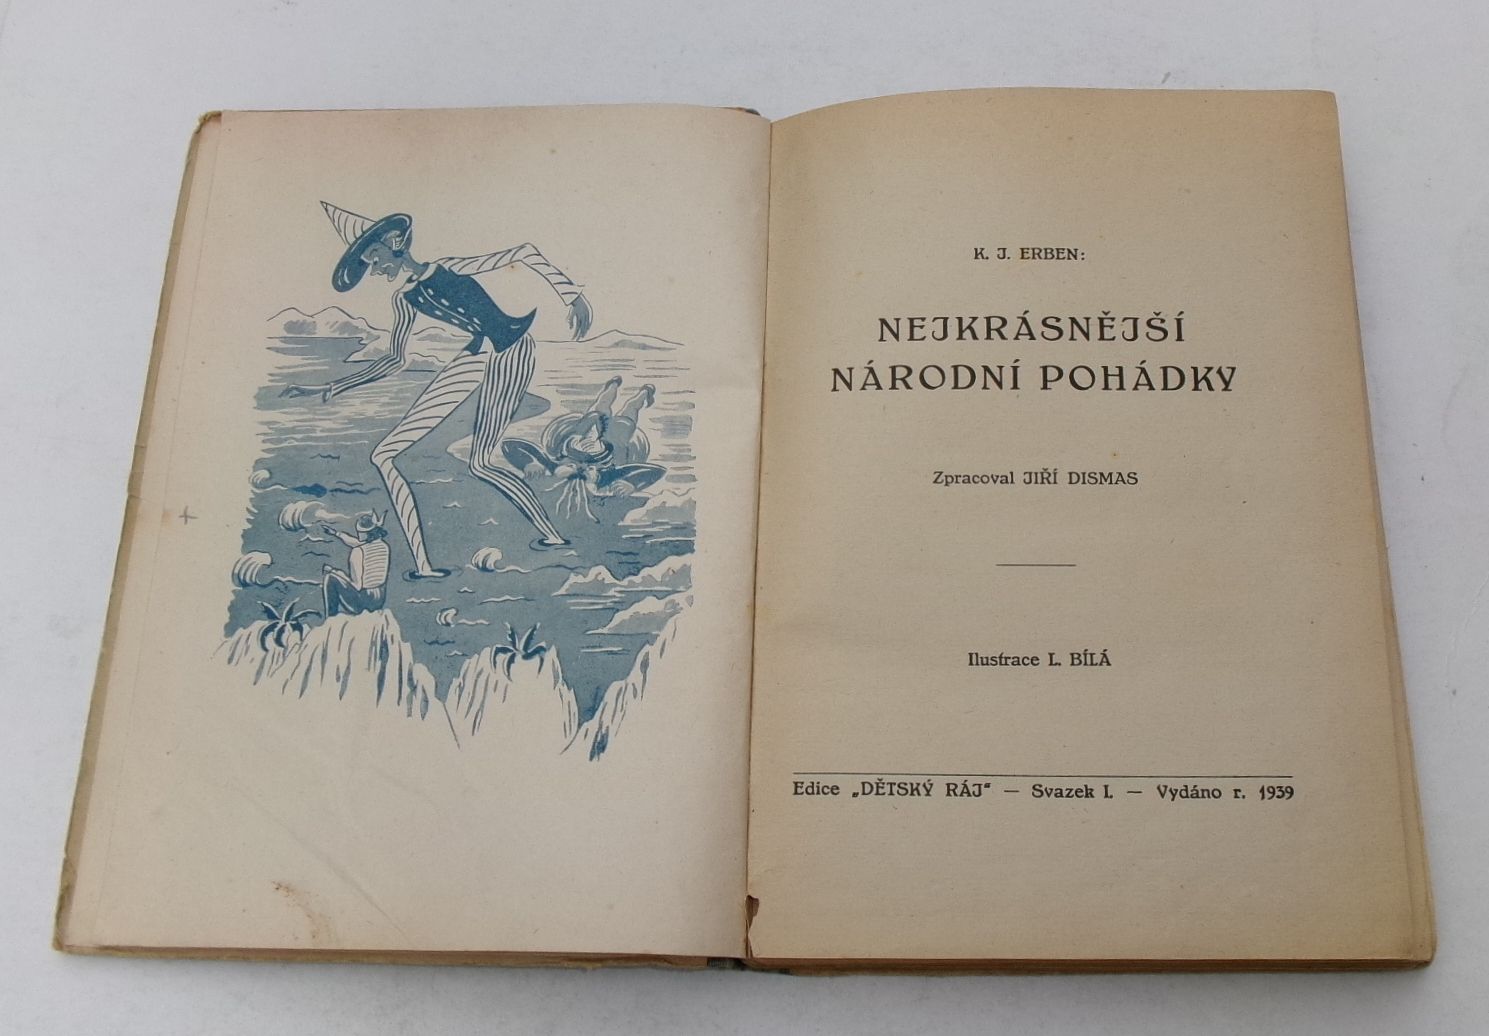 K. J. ERBEN:
NEJKRÁSNĚJŠÍ
NÁRODNÍ POHÁDKY
Zpracoval JIŘÍ DISMAS
Ilustrace L. BÍLÁ
Edice „DĚTSKÝ RÁJ“ — Svazek I. — Vydáno r. 1939